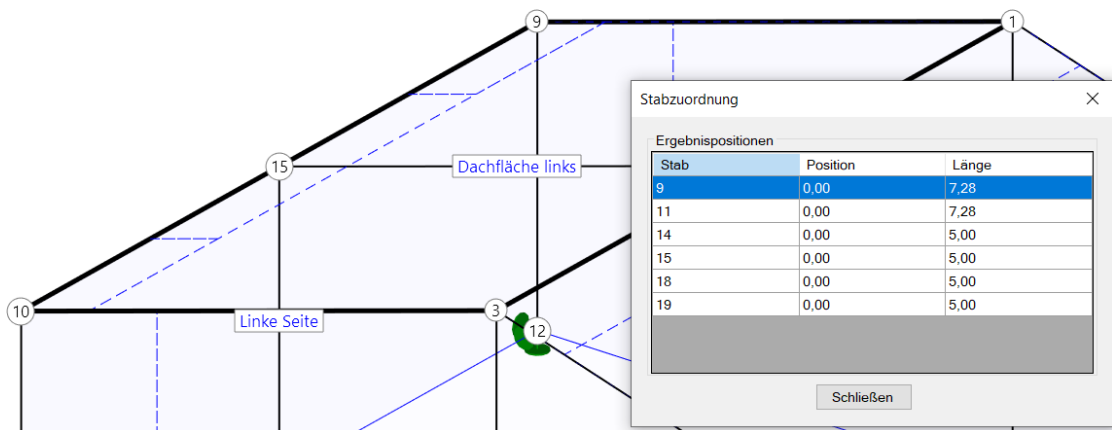 9
1
Stabzuordnung
Ergebnispositionen
Stab Position Länge
9 0,00 7,28
11 0,00 7,28
14 0,00 5,00
15 0,00 5,00
18 0,00 5,00
19 0,00 5,00
Schließen
15
Dachfläche links
10
3
Linke Seite
12